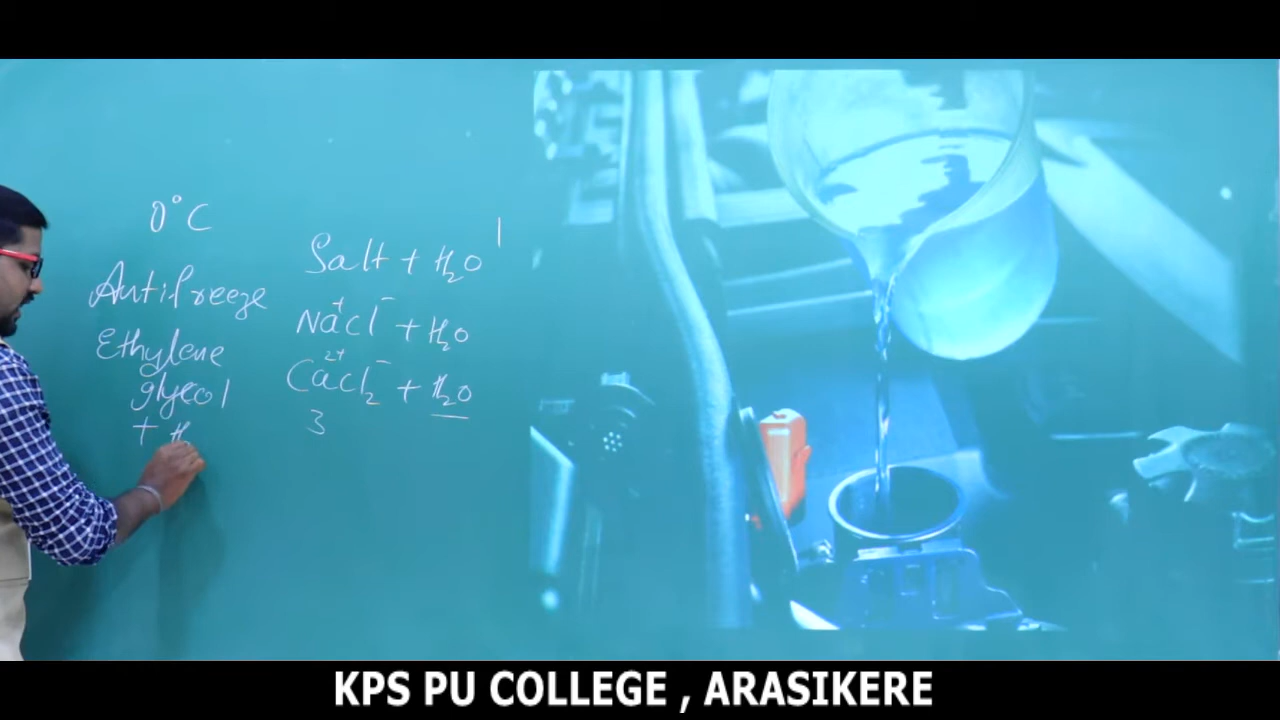 0°C
Antifreeze
Ethylene
glycol
+ H
Salt + H₂O
Na⁺Cl⁻ + H₂O
Ca²⁺Cl₂⁻ + H₂O
3
KPS PU COLLEGE , ARASIKERE